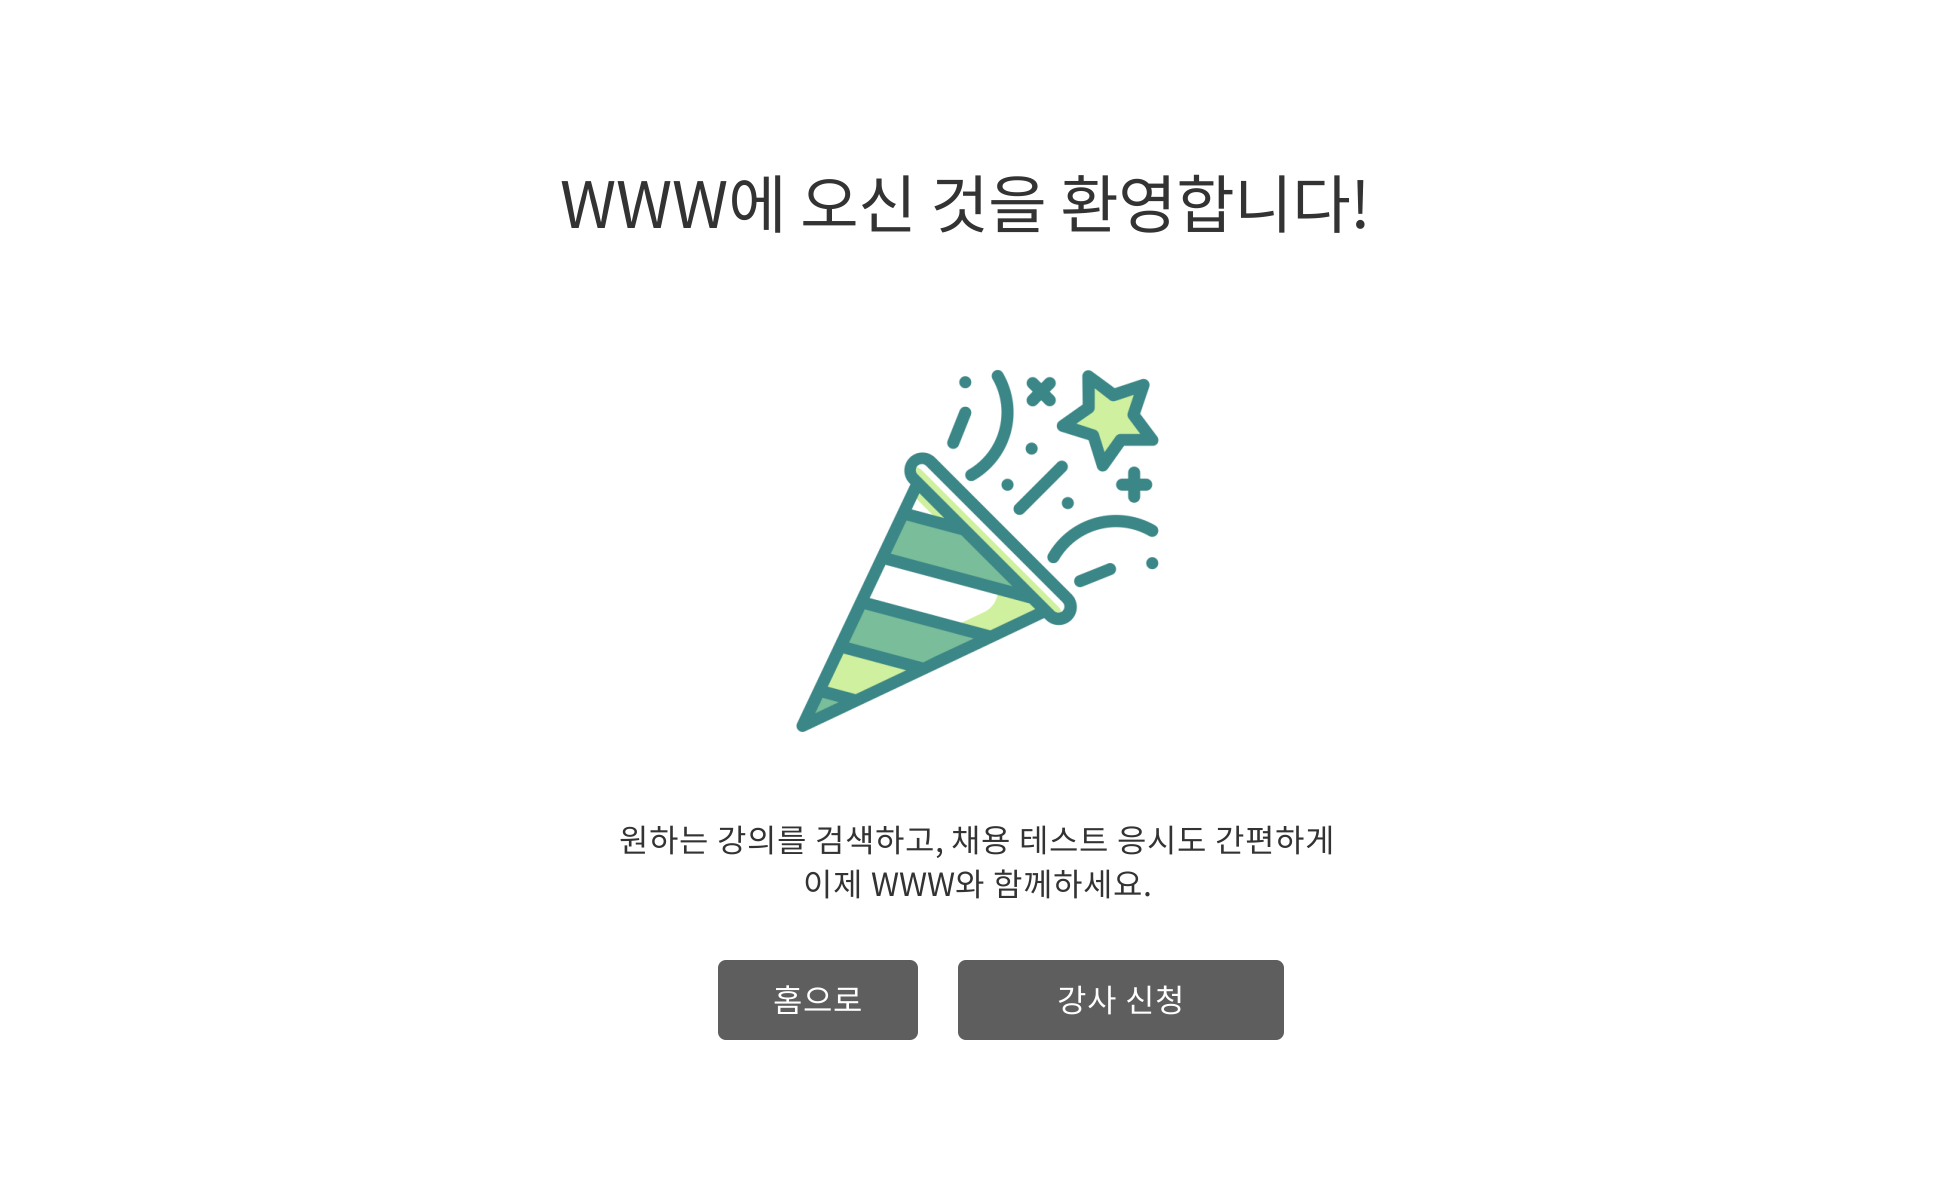 WWW에 오신 것을 환영합니다!
원하는 강의를 검색하고, 채용 테스트 응시도 간편하게
이제 WWW와 함께하세요.
홈으로
강사 신청